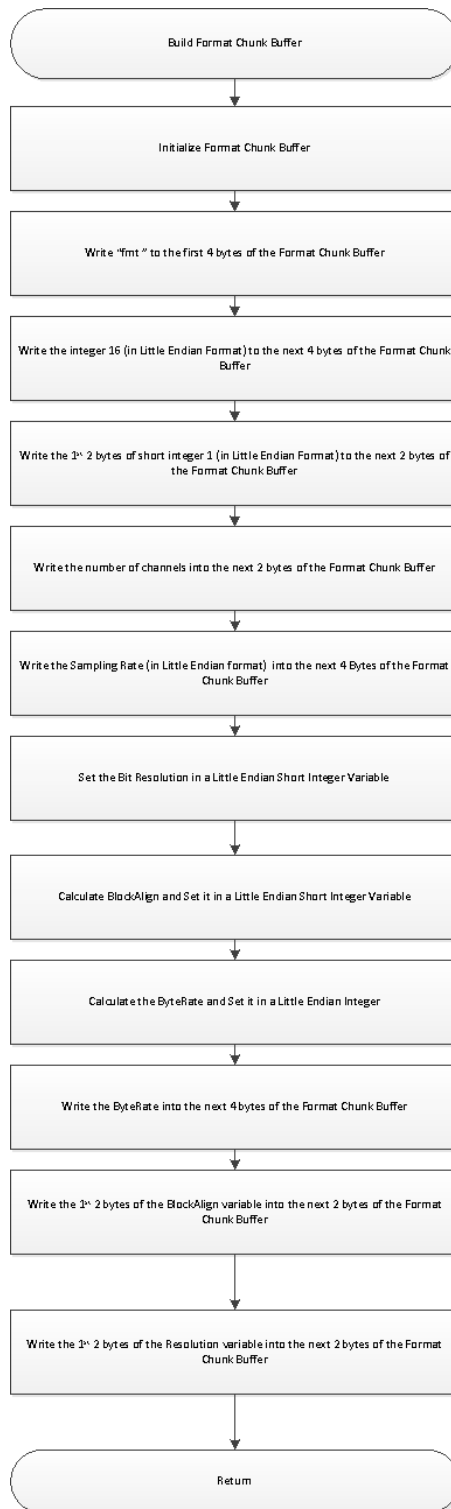 Build Format Chunk Buffer
Initialize Format Chunk Buffer
Write "fmt " to the first 4 bytes of the Format Chunk Buffer
Write the integer 16 (in Little Endian Format) to the next 4 bytes of the Format Chunk
Buffer
Write the 1st 2 bytes of short integer 1 (in Little Endian Format) to the next 2 bytes of
the Format Chunk Buffer
Write the number of channels into the next 2 bytes of the Format Chunk Buffer
Write the Sampling Rate (in Little Endian format) into the next 4 Bytes of the Format
Chunk Buffer
Set the Bit Resolution in a Little Endian Short Integer Variable
Calculate BlockAlign and Set it in a Little Endian Short Integer Variable
Calculate the ByteRate and Set it in a Little Endian Integer
Write the ByteRate into the next 4 bytes of the Format Chunk Buffer
Write the 1st 2 bytes of the BlockAlign variable into the next 2 bytes of the Format
Chunk Buffer
Write the 1st 2 bytes of the Resolution variable into the next 2 bytes of the Format
Chunk Buffer
Return